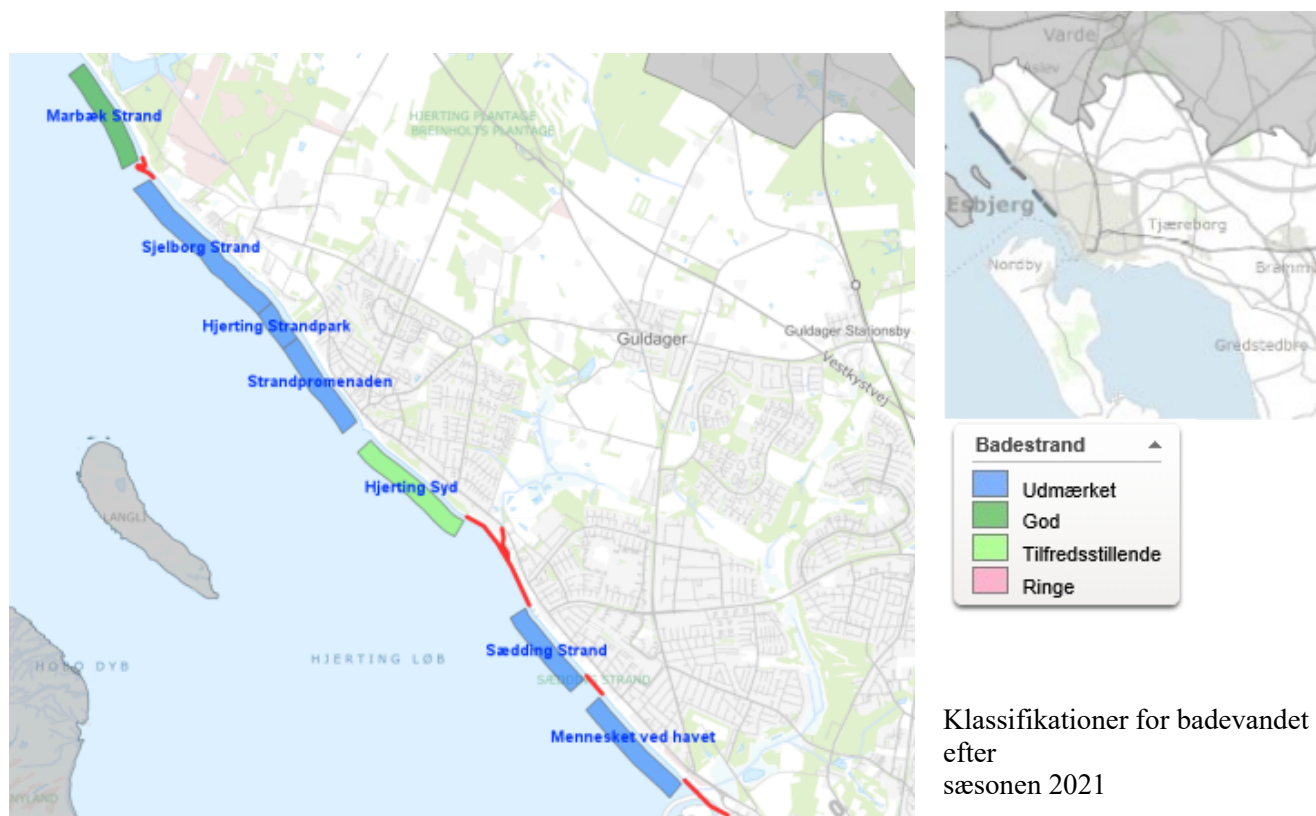 Marbæk Strand
HJERTING PLANTAGE
BREINHOLTS PLANTAGE
Sjelborg Strand
Hjerting Strandpark
Strandpromenaden
Guldager
Guldager Stationsby
Vestkystvej
Hjerting Syd
LANGLI
HOBO DYB
HJERTING LØB
Sædding Strand
SÆDDING STRAND
Mennesket ved havet
NYLAND
Varde
Esbjerg
Tjæreborg
Nordby
Gredstedbro
Badestrand
Udmærket
God
Tilfredsstillende
Ringe
Klassifikationer for badevandet
efter
sæsonen 2021